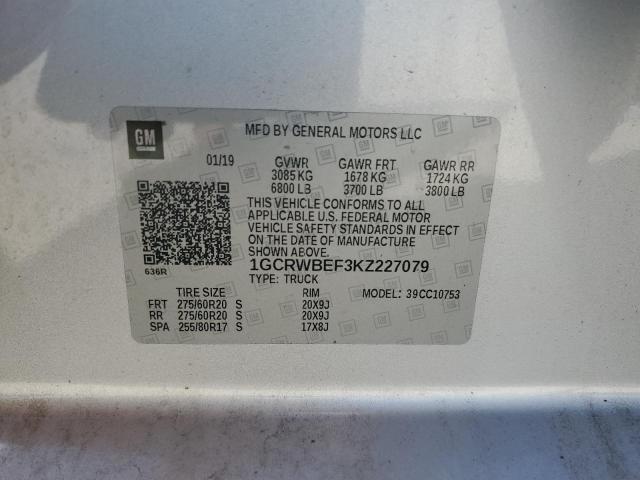 GM
MFD BY GENERAL MOTORS LLC
01/19 GVWR GAWR FRT GAWR RR
3085 KG 1678 KG 1724 KG
6800 LB 3700 LB 3800 LB
THIS VEHICLE CONFORMS TO ALL
APPLICABLE U.S. FEDERAL MOTOR
VEHICLE SAFETY STANDARDS IN EFFECT
ON THE DATE OF MANUFACTURE
SHOWN ABOVE.
636R
1GCRWBEF3KZ227079
TYPE: TRUCK
TIRE SIZE RIM MODEL: 39CC10753
FRT 275/60R20 S 20X9J
RR 275/60R20 S 20X9J
SPA 255/80R17 S 17X8J